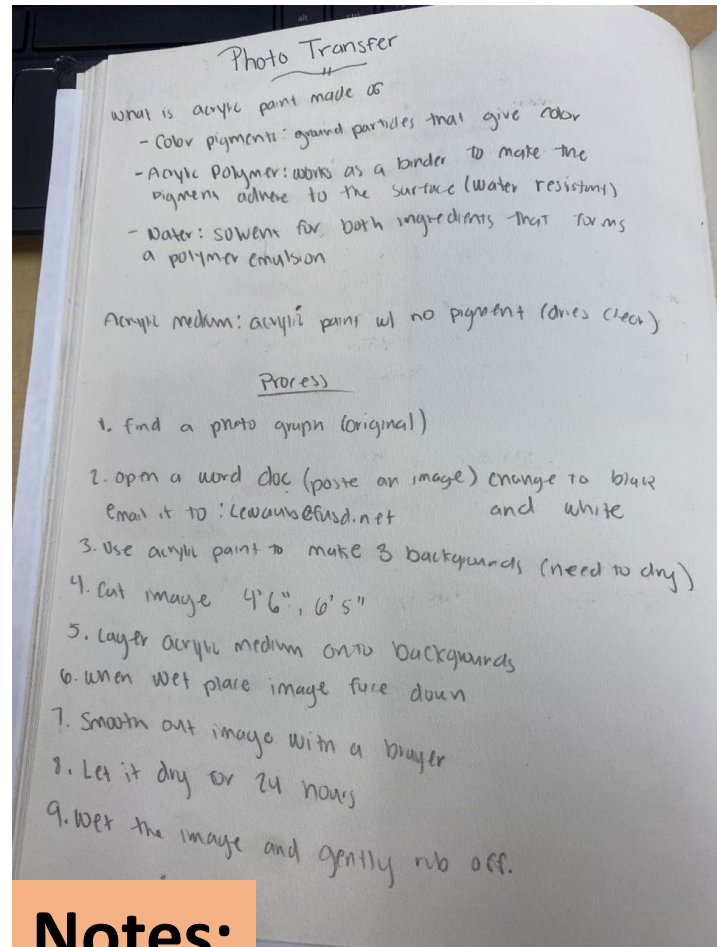 Photo Transfer
What is acrylic paint made of
- Color pigments: ground particles that give color
- Acrylic Polymer: works as a binder to make the
pigment adhere to the surface (water resistant)
- Water: solvent for both ingredients that forms
a polymer emulsion
Acrylic medium: acrylic paint w/ no pigment (dries clear)
Process
1. find a photo graph (original)
2. open a word doc (paste an image) change to black
email it to: @fusd.net and white
3. Use acrylic paint to make 3 backgrounds (need to dry)
4. Cut image 4'6", 6'5"
5. Layer acrylic medium onto backgrounds
6. when wet place image face down
7. Smooth out image with a brayer
8. Let it dry for 24 hours
9. Wet the image and gently rub off.
Notes: